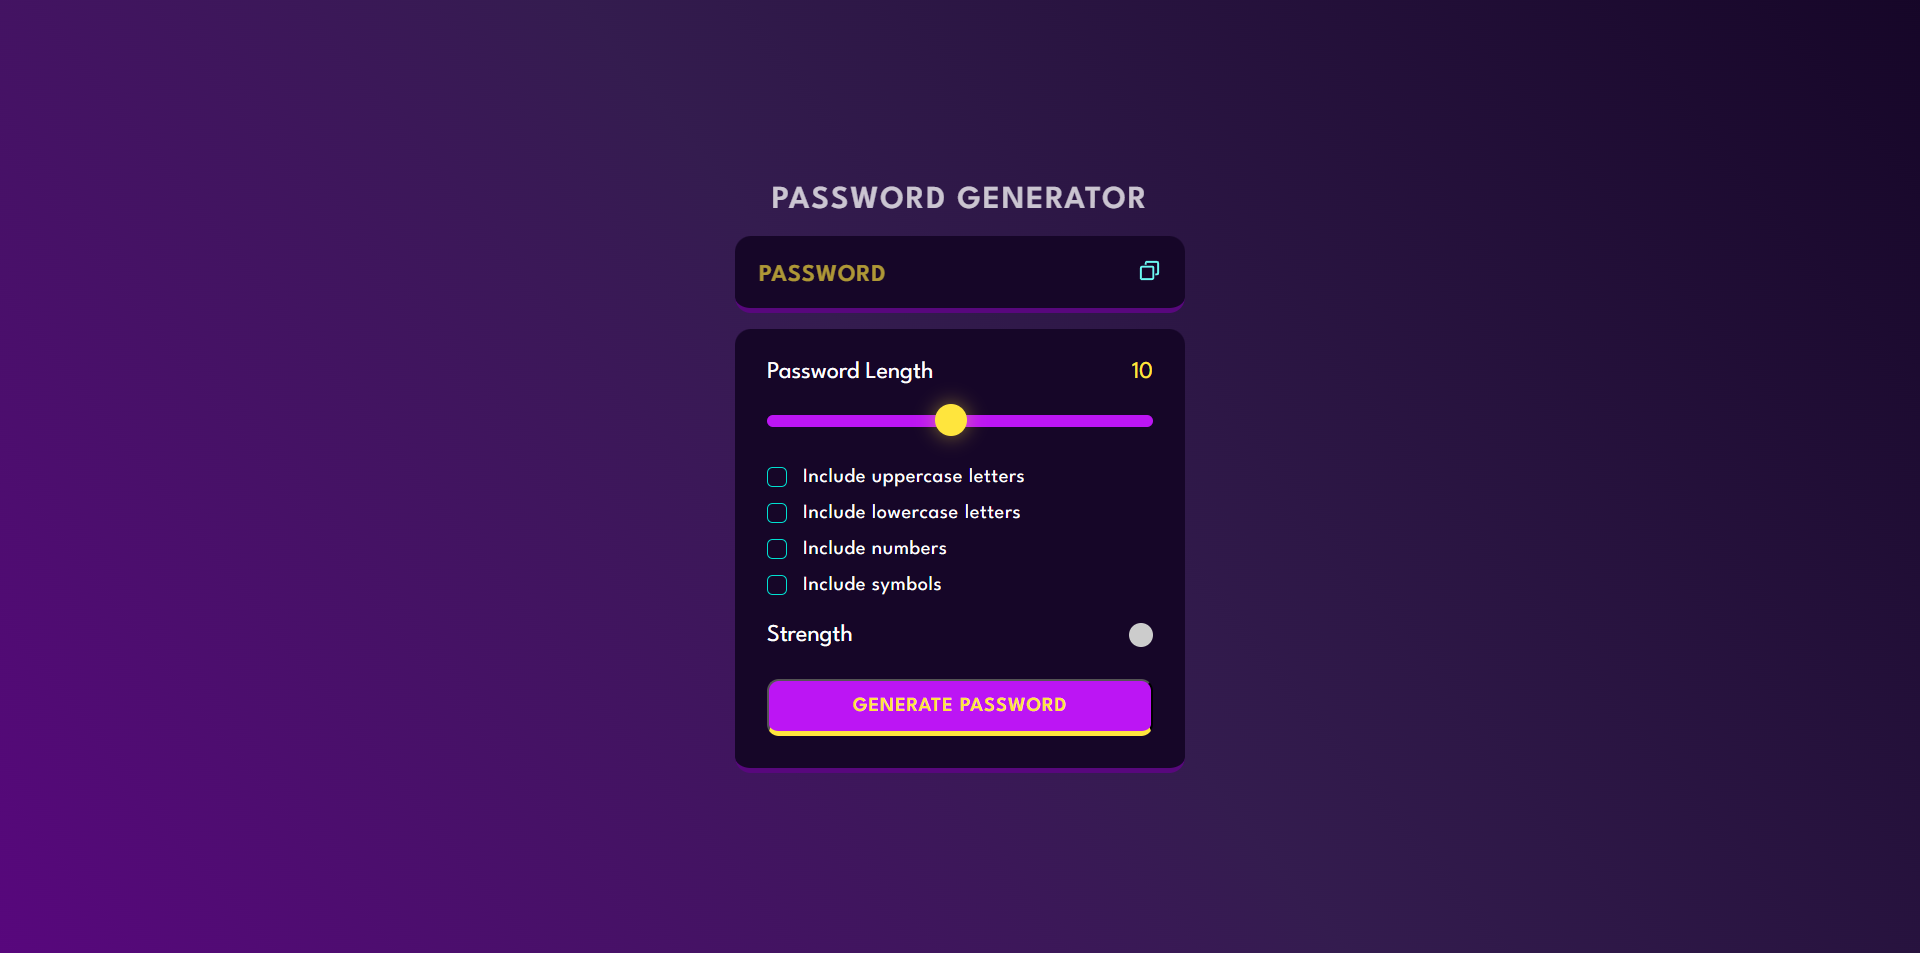 PASSWORD GENERATOR
PASSWORD
Password Length 10
Include uppercase letters
Include lowercase letters
Include numbers
Include symbols
Strength
GENERATE PASSWORD